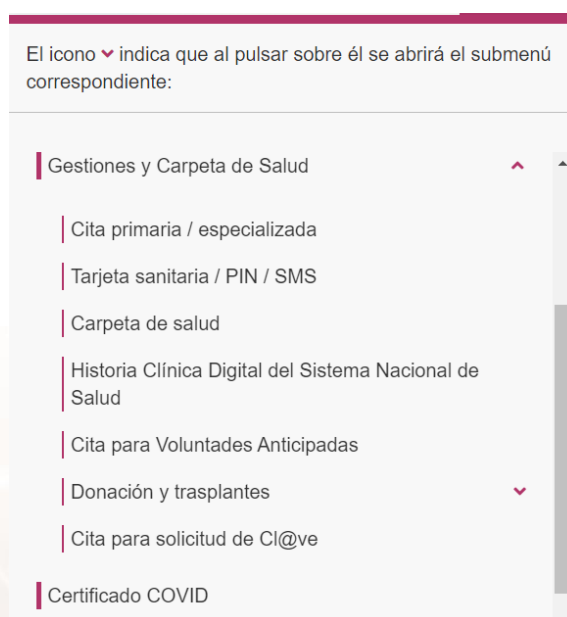 El icono indica que al pulsar sobre él se abrirá el submenú
correspondiente:
Gestiones y Carpeta de Salud
Cita primaria / especializada
Tarjeta sanitaria / PIN / SMS
Carpeta de salud
Historia Clínica Digital del Sistema Nacional de
Salud
Cita para Voluntades Anticipadas
Donación y trasplantes
Cita para solicitud de Cl@ve
Certificado COVID